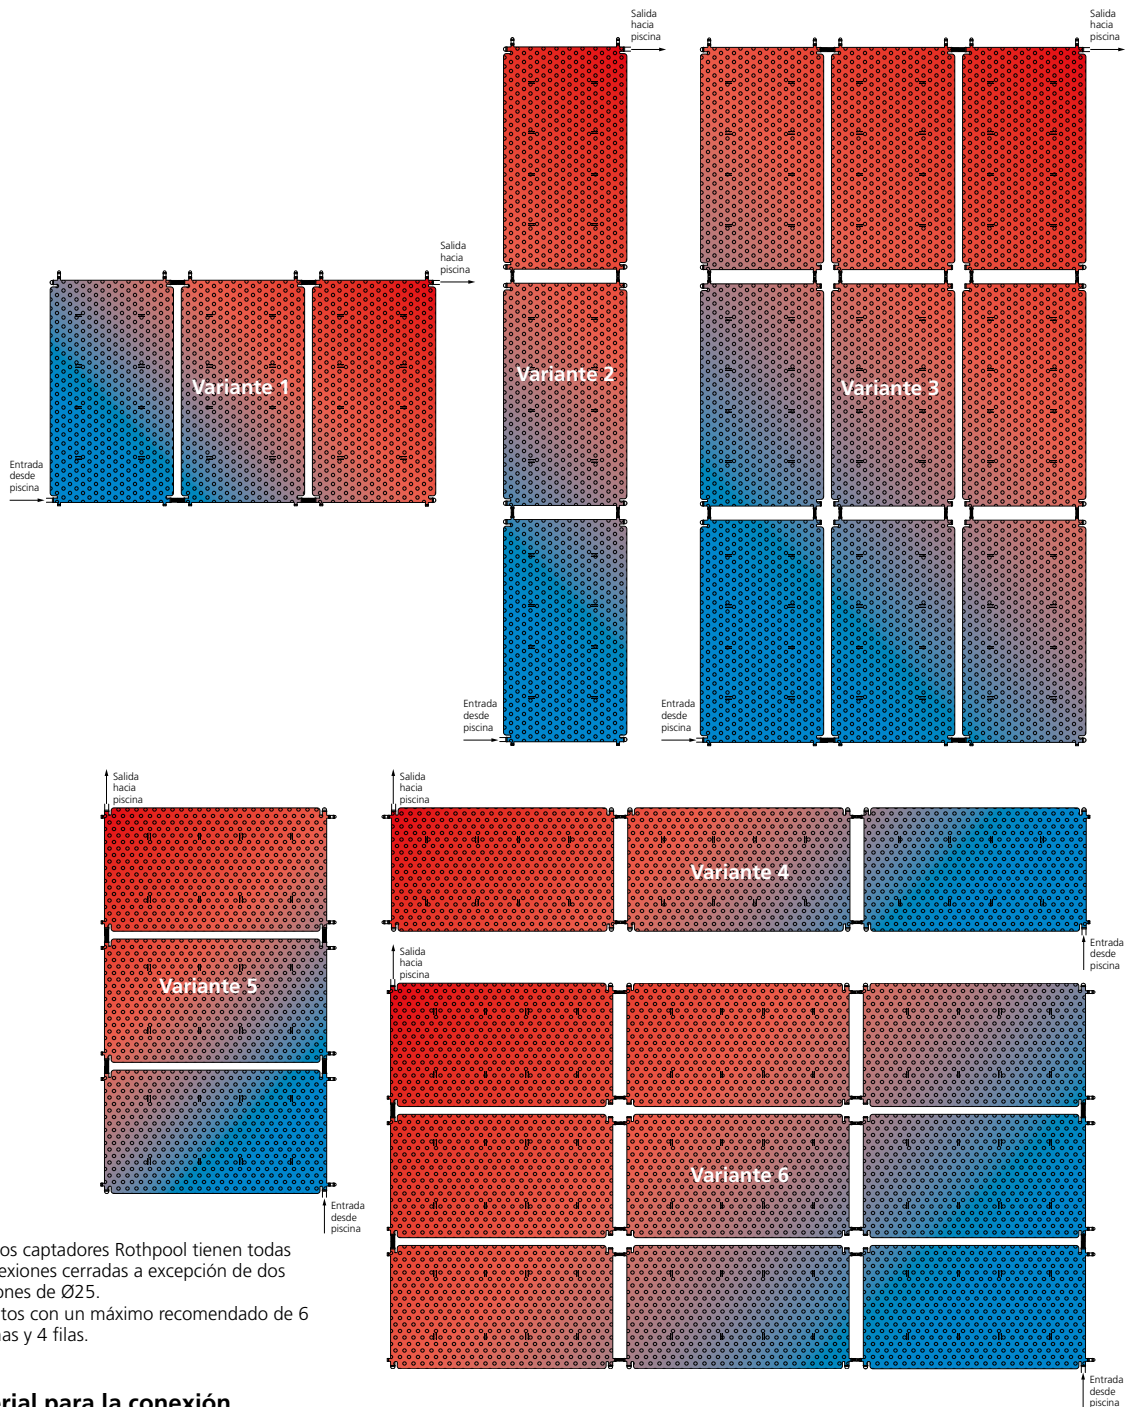 Salida
hacia
piscina
Salida
hacia
piscina
Salida
hacia
piscina
Variante 1
Variante 2
Variante 3
Entrada
desde
piscina
Entrada
desde
piscina
Entrada
desde
piscina
Salida
hacia
piscina
Salida
hacia
piscina
Variante 4
Entrada
desde
piscina
Salida
hacia
piscina
Variante 5
Variante 6
Entrada
desde
piscina
os captadores Rothpool tienen todas
exiones cerradas a excepción de dos
ones de Ø25.
tos con un máximo recomendado de 6
as y 4 filas.
Entrada
desde
piscina
rial para la conexión